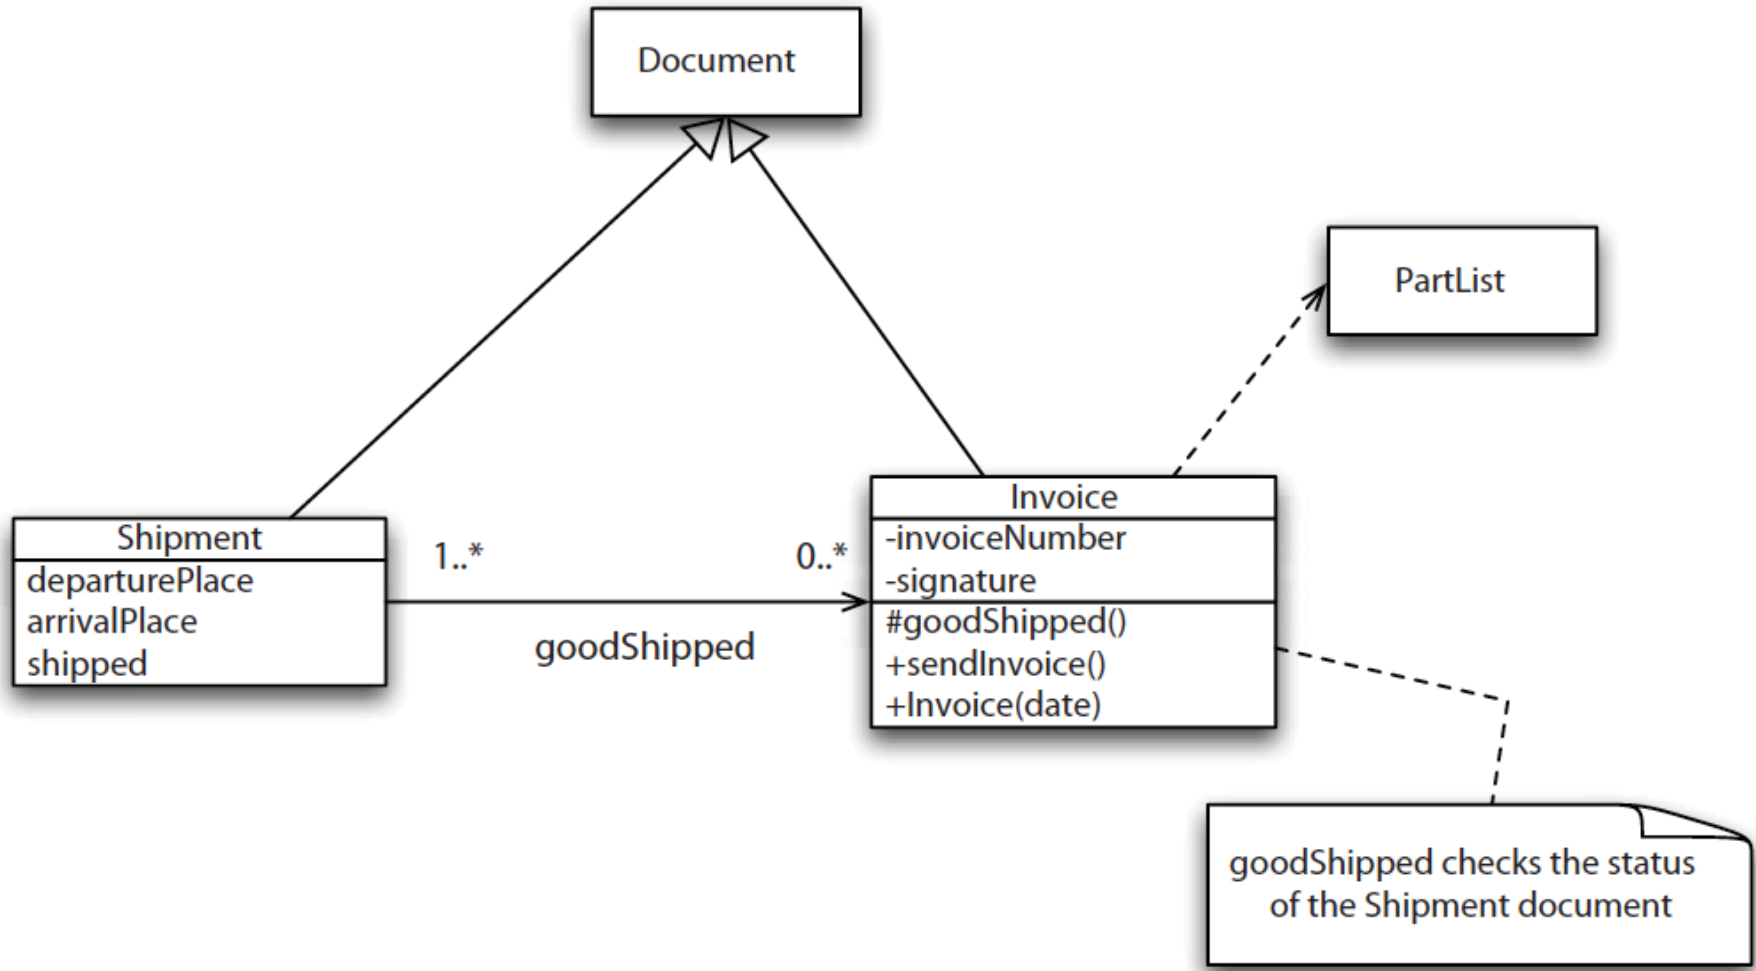 Document
PartList
Shipment
departurePlace
arrivalPlace
shipped
1..*
0..*
goodShipped
Invoice
-invoiceNumber
-signature
#goodShipped()
+sendInvoice()
+Invoice(date)
goodShipped checks the status
of the Shipment document